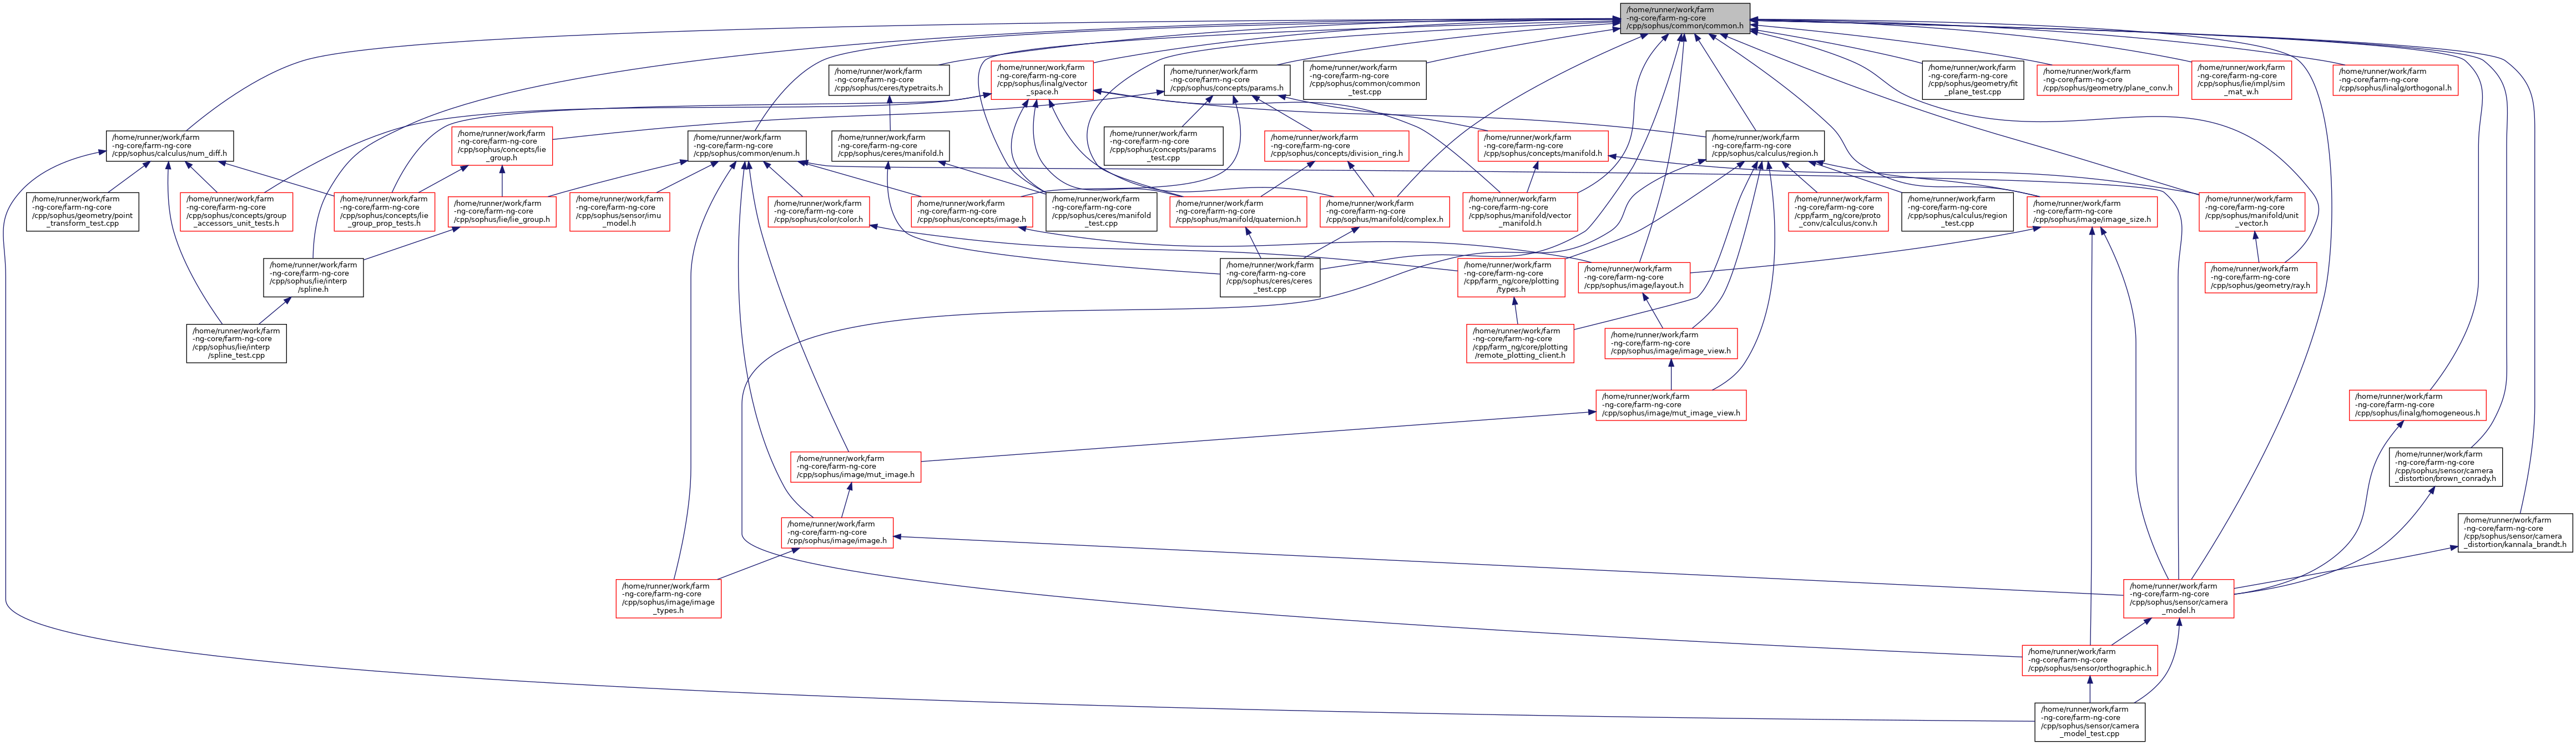 /home/runner/work/farm
-ng-core/farm-ng-core
/cpp/sophus/common/common.h
/home/runner/work/farm
-ng-core/farm-ng-core
/cpp/sophus/ceres/typetraits.h
/home/runner/work/farm
-ng-core/farm-ng-core
/cpp/sophus/linalg/vector
_space.h
/home/runner/work/farm
-ng-core/farm-ng-core
/cpp/sophus/concepts/params.h
/home/runner/work/farm
-ng-core/farm-ng-core
/cpp/sophus/common/common
_test.cpp
/home/runner/work/farm
-ng-core/farm-ng-core
/cpp/sophus/geometry/fit
_plane_test.cpp
/home/runner/work/farm
-ng-core/farm-ng-core
/cpp/sophus/geometry/plane_conv.h
/home/runner/work/farm
-ng-core/farm-ng-core
/cpp/sophus/lie/impl/sim
_mat_w.h
/home/runner/work/farm
-ng-core/farm-ng-core
/cpp/sophus/linalg/orthogonal.h
/home/runner/work/farm
-ng-core/farm-ng-core
/cpp/sophus/calculus/num_diff.h
/home/runner/work/farm
-ng-core/farm-ng-core
/cpp/sophus/concepts/lie
_group.h
/home/runner/work/farm
-ng-core/farm-ng-core
/cpp/sophus/common/enum.h
/home/runner/work/farm
-ng-core/farm-ng-core
/cpp/sophus/ceres/manifold.h
/home/runner/work/farm
-ng-core/farm-ng-core
/cpp/sophus/concepts/params
_test.cpp
/home/runner/work/farm
-ng-core/farm-ng-core
/cpp/sophus/concepts/division_ring.h
/home/runner/work/farm
-ng-core/farm-ng-core
/cpp/sophus/concepts/manifold.h
/home/runner/work/farm
-ng-core/farm-ng-core
/cpp/sophus/calculus/region.h
/home/runner/work/farm
-ng-core/farm-ng-core
/cpp/sophus/geometry/point
_transform_test.cpp
/home/runner/work/farm
-ng-core/farm-ng-core
/cpp/sophus/concepts/group
_accessors_unit_tests.h
/home/runner/work/farm
-ng-core/farm-ng-core
/cpp/sophus/concepts/lie
_group_prop_tests.h
/home/runner/work/farm
-ng-core/farm-ng-core
/cpp/sophus/lie/lie_group.h
/home/runner/work/farm
-ng-core/farm-ng-core
/cpp/sophus/sensor/imu
_model.h
/home/runner/work/farm
-ng-core/farm-ng-core
/cpp/sophus/color/color.h
/home/runner/work/farm
-ng-core/farm-ng-core
/cpp/sophus/concepts/image.h
/home/runner/work/farm
-ng-core/farm-ng-core
/cpp/sophus/ceres/manifold
_test.cpp
/home/runner/work/farm
-ng-core/farm-ng-core
/cpp/sophus/manifold/quaternion.h
/home/runner/work/farm
-ng-core/farm-ng-core
/cpp/sophus/manifold/complex.h
/home/runner/work/farm
-ng-core/farm-ng-core
/cpp/sophus/manifold/vector
_manifold.h
/home/runner/work/farm
-ng-core/farm-ng-core
/cpp/farm_ng/core/proto
_conv/calculus/conv.h
/home/runner/work/farm
-ng-core/farm-ng-core
/cpp/sophus/calculus/region
_test.cpp
/home/runner/work/farm
-ng-core/farm-ng-core
/cpp/sophus/image/image_size.h
/home/runner/work/farm
-ng-core/farm-ng-core
/cpp/sophus/manifold/unit
_vector.h
/home/runner/work/farm
-ng-core/farm-ng-core
/cpp/sophus/lie/interp
/spline.h
/home/runner/work/farm
-ng-core/farm-ng-core
/cpp/sophus/ceres/ceres
_test.cpp
/home/runner/work/farm
-ng-core/farm-ng-core
/cpp/farm_ng/core/plotting
/types.h
/home/runner/work/farm
-ng-core/farm-ng-core
/cpp/sophus/image/layout.h
/home/runner/work/farm
-ng-core/farm-ng-core
/cpp/sophus/geometry/ray.h
/home/runner/work/farm
-ng-core/farm-ng-core
/cpp/sophus/lie/interp
/spline_test.cpp
/home/runner/work/farm
-ng-core/farm-ng-core
/cpp/farm_ng/core/plotting
/remote_plotting_client.h
/home/runner/work/farm
-ng-core/farm-ng-core
/cpp/sophus/image/image_view.h
/home/runner/work/farm
-ng-core/farm-ng-core
/cpp/sophus/image/mut_image_view.h
/home/runner/work/farm
-ng-core/farm-ng-core
/cpp/sophus/linalg/homogeneous.h
/home/runner/work/farm
-ng-core/farm-ng-core
/cpp/sophus/image/mut_image.h
/home/runner/work/farm
-ng-core/farm-ng-core
/cpp/sophus/sensor/camera
_distortion/brown_conrady.h
/home/runner/work/farm
-ng-core/farm-ng-core
/cpp/sophus/image/image.h
/home/runner/work/farm
-ng-core/farm-ng-core
/cpp/sophus/sensor/camera
_distortion/kannala_brandt.h
/home/runner/work/farm
-ng-core/farm-ng-core
/cpp/sophus/image/image
_types.h
/home/runner/work/farm
-ng-core/farm-ng-core
/cpp/sophus/sensor/camera
_model.h
/home/runner/work/farm
-ng-core/farm-ng-core
/cpp/sophus/sensor/orthographic.h
/home/runner/work/farm
-ng-core/farm-ng-core
/cpp/sophus/sensor/camera
_model_test.cpp